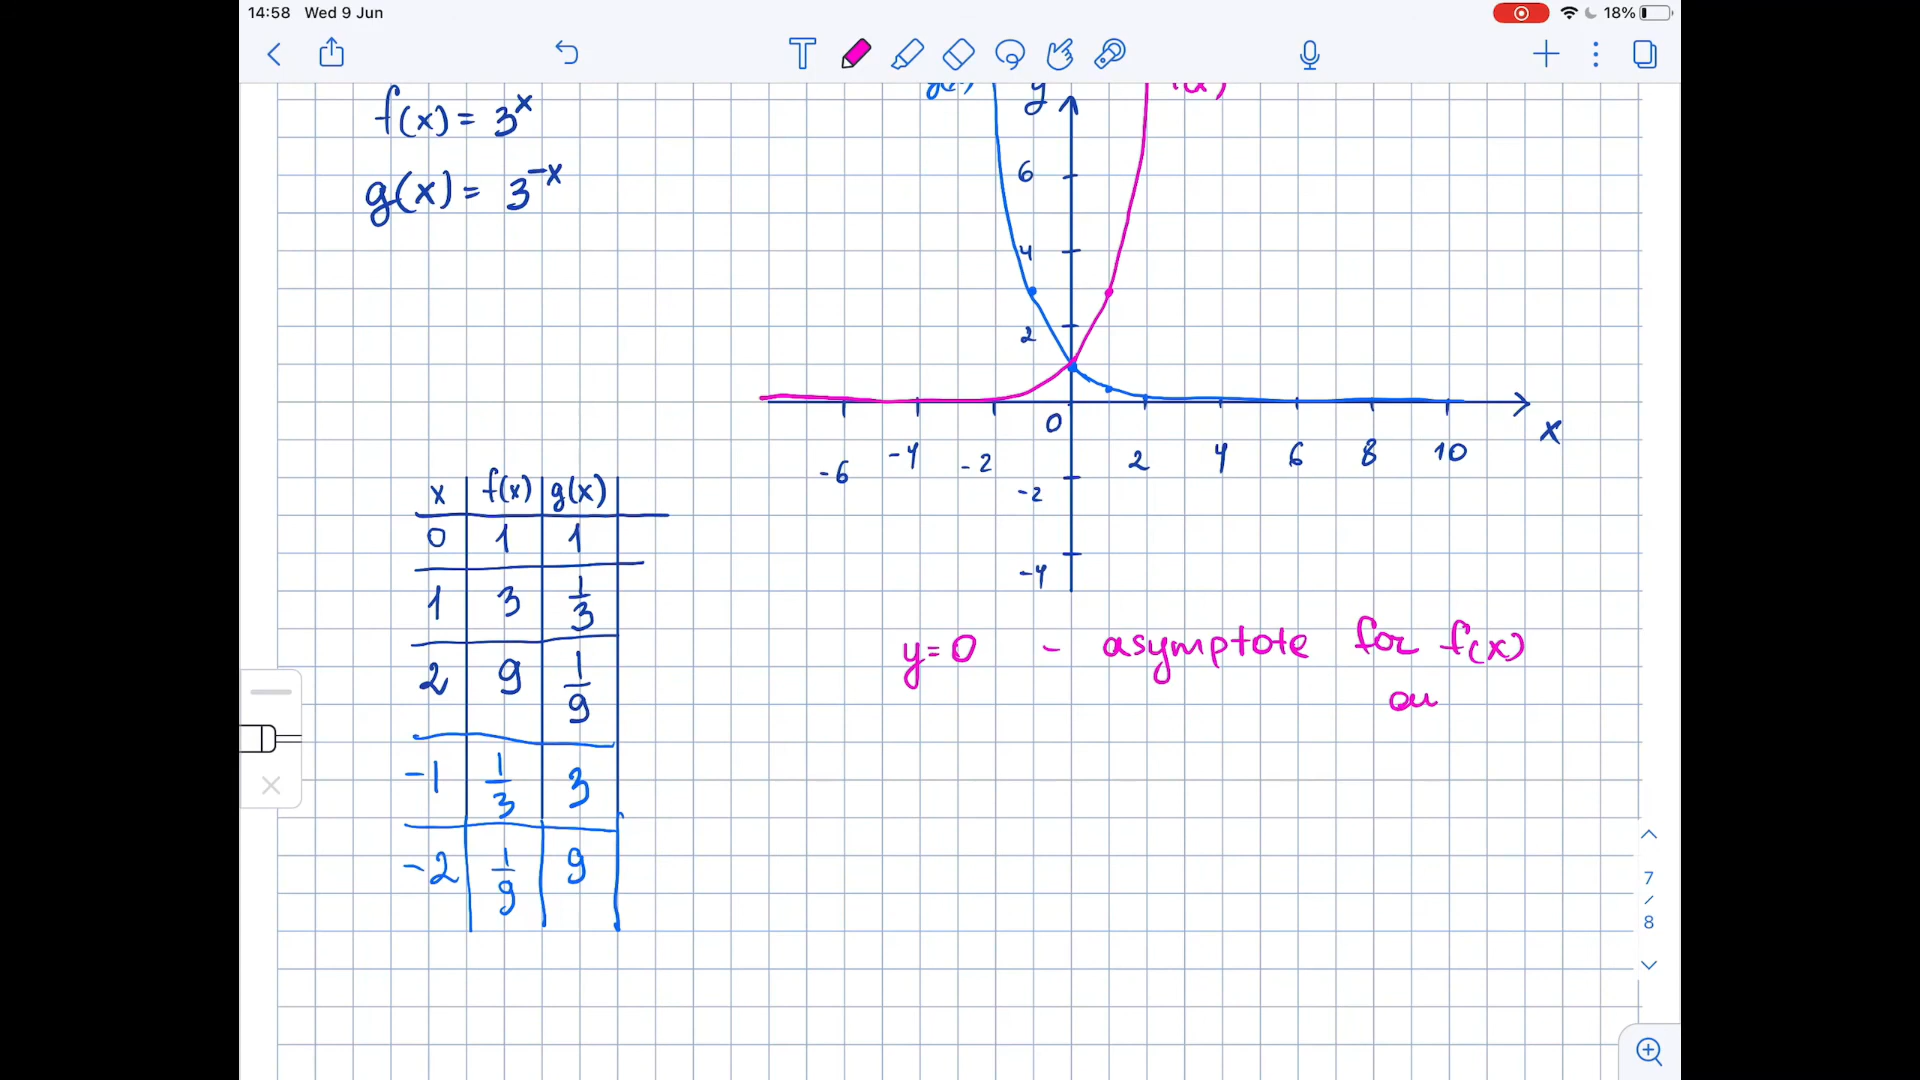 14:58 Wed 9 Jun
18%
f(x) = 3^x
g(x) = 3^-x
y
6
4
2
0
x
-6 -4 -2 2 4 6 8 10
-2
-4
x f(x) g(x)
0 1 1
1 3 1/3
2 9 1/9
-1 1/3 3
-2 1/9 9
y=0 - asymptote for f(x)
7
/
8